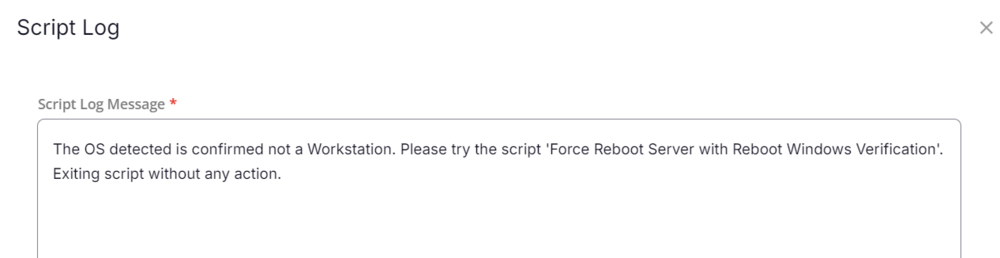 Script Log
Script Log Message *
The OS detected is confirmed not a Workstation. Please try the script 'Force Reboot Server with Reboot Windows Verification'.
Exiting script without any action.